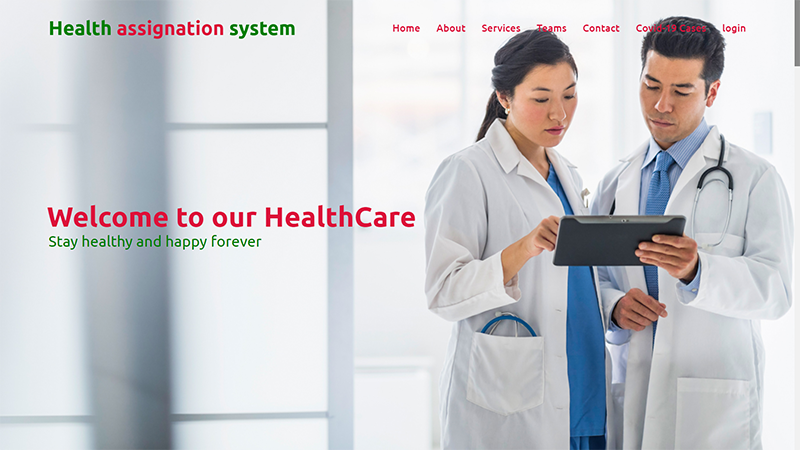 Health assignation system
Home About Services Teams Contact Covid-19 Cases login
Welcome to our HealthCare
Stay healthy and happy forever